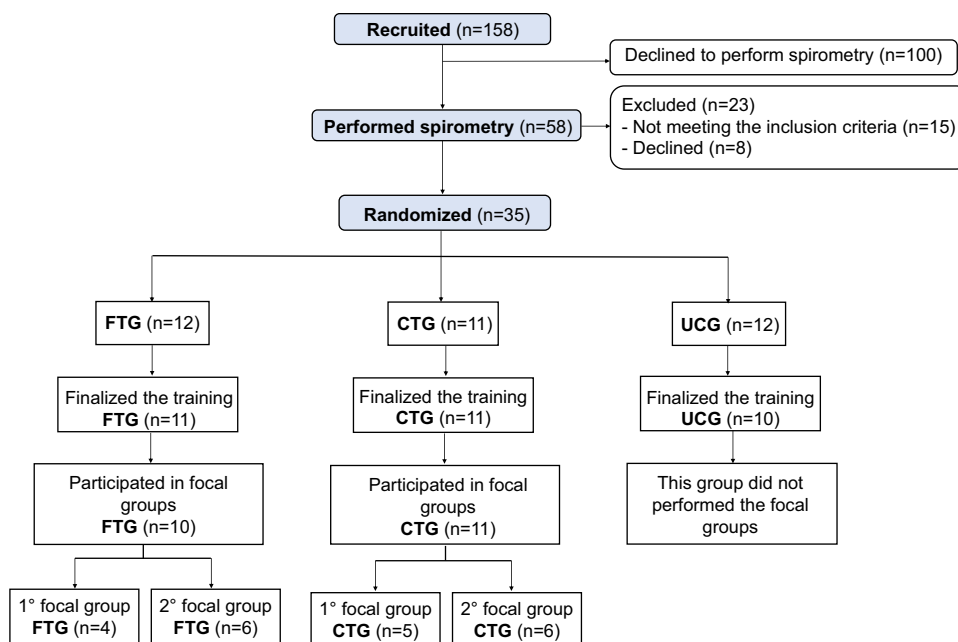 Recruited (n=158)
Declined to perform spirometry (n=100)
Excluded (n=23)
- Not meeting the inclusion criteria (n=15)
- Declined (n=8)
Performed spirometry (n=58)
Randomized (n=35)
FTG (n=12)
CTG (n=11)
UCG (n=12)
Finalized the training
FTG (n=11)
Finalized the training
CTG (n=11)
Finalized the training
UCG (n=10)
Participated in focal
groups
FTG (n=10)
Participated in focal
groups
CTG (n=11)
This group did not
performed the focal
groups
1° focal group
FTG (n=4)
2° focal group
FTG (n=6)
1° focal group
CTG (n=5)
2° focal group
CTG (n=6)